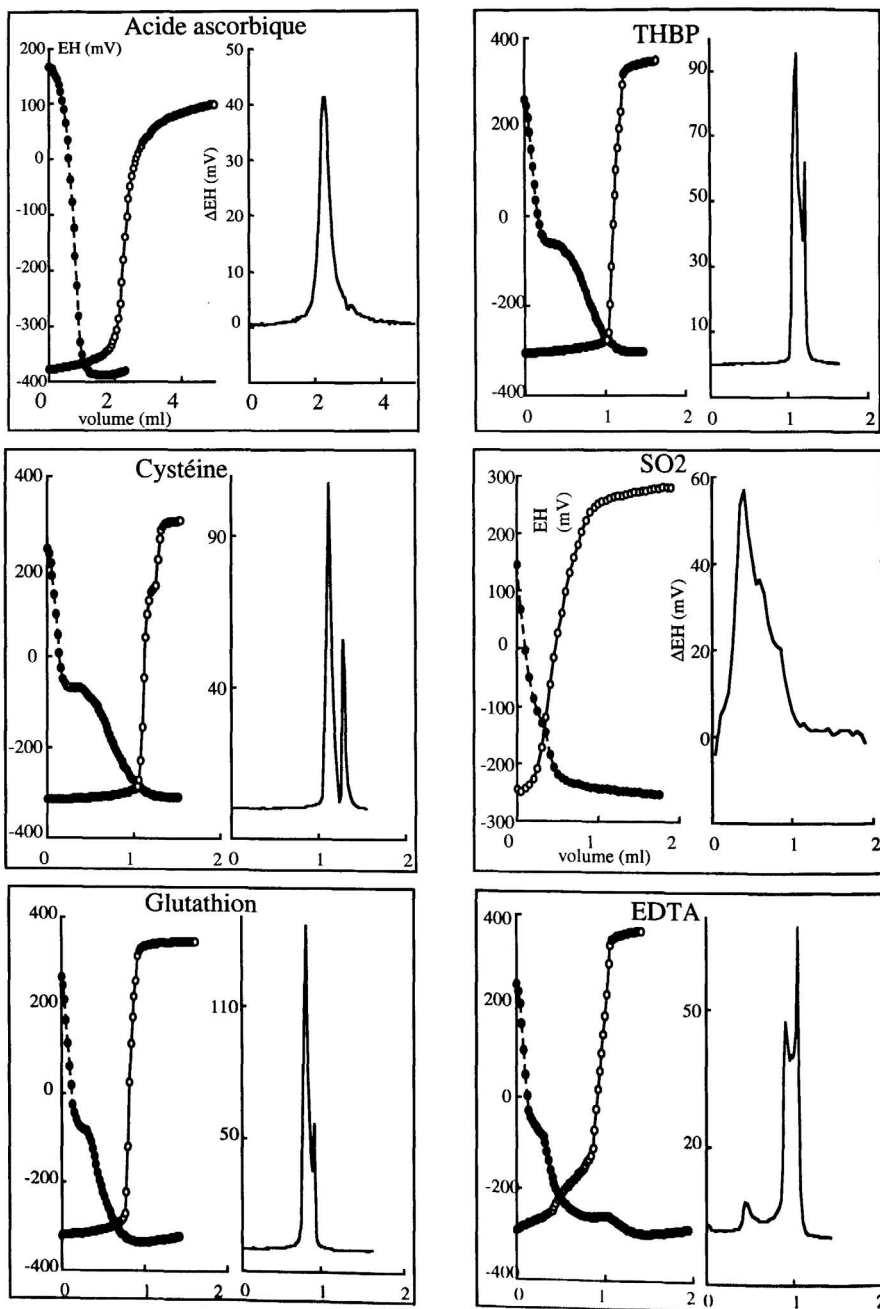 Acide ascorbique
EH (mV)
200
100
0
-100
-200
-300
-400
0 2 4
volume (ml)
50
40
30
ΔEH (mV)
20
10
0
0 2 4
THBP
400
200
0
-200
-400
0 1 2
90
70
50
30
10
0 1 2
Cystéine
400
200
0
-200
-400
0 1 2
90
40
0 1 2
SO2
300
EH
(mV)
200
100
0
-100
-200
-300
0 1 2
volume (ml)
60
40
ΔEH (mV)
20
0
0 1 2
Glutathion
400
200
0
-200
-400
0 1 2
110
50
0 1 2
EDTA
400
200
0
-200
-400
0 1 2
50
20
0 1 2